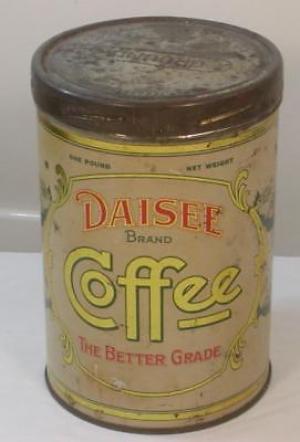 ONE POUND NET WEIGHT
DAISEE
BRAND
Coffee
THE BETTER GRADE